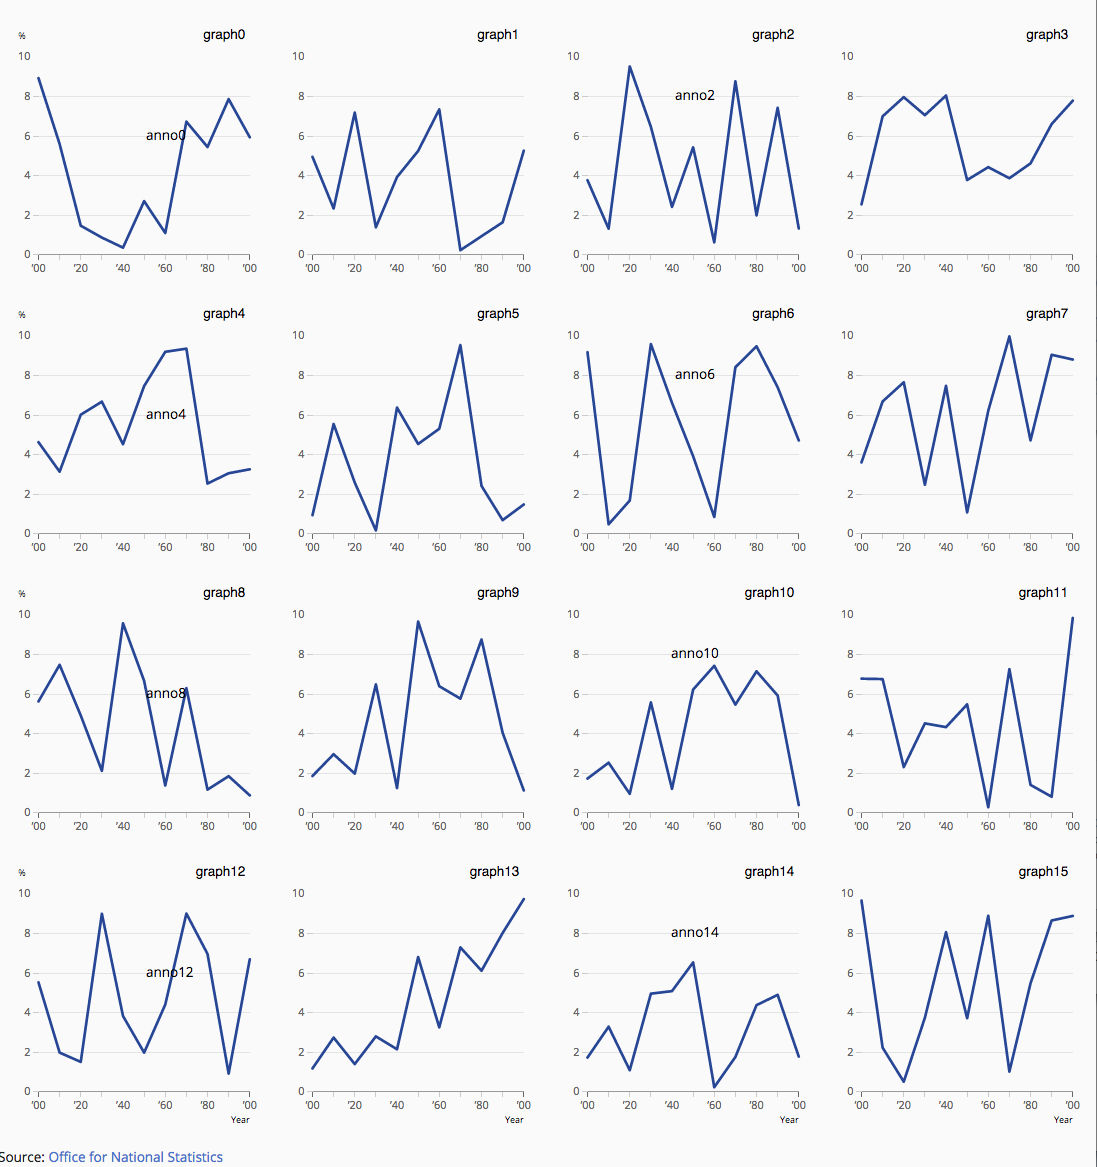 % graph0 graph1 graph2 graph3
10 10 10 10
8 8 anno2 8 8
6 anno0 6 6 6
4 4 4 4
2 2 2 2
0 0 0 0
'00 '20 '40 '60 '80 '00 '00 '20 '40 '60 '80 '00 '00 '20 '40 '60 '80 '00 '00 '20 '40 '60 '80 '00
% graph4 graph5 graph6 graph7
10 10 10 10
8 8 8 anno6 8
6 anno4 6 6 6
4 4 4 4
2 2 2 2
0 0 0 0
'00 '20 '40 '60 '80 '00 '00 '20 '40 '60 '80 '00 '00 '20 '40 '60 '80 '00 '00 '20 '40 '60 '80 '00
% graph8 graph9 graph10 graph11
10 10 10 10
8 8 8 anno10 8
6 anno8 6 6 6
4 4 4 4
2 2 2 2
0 0 0 0
'00 '20 '40 '60 '80 '00 '00 '20 '40 '60 '80 '00 '00 '20 '40 '60 '80 '00 '00 '20 '40 '60 '80 '00
% graph12 graph13 graph14 graph15
10 10 10 10
8 8 8 anno14 8
6 anno12 6 6 6
4 4 4 4
2 2 2 2
0 0 0 0
'00 '20 '40 '60 '80 '00 '00 '20 '40 '60 '80 '00 '00 '20 '40 '60 '80 '00 '00 '20 '40 '60 '80 '00
Year Year Year Year
Source: Office for National Statistics